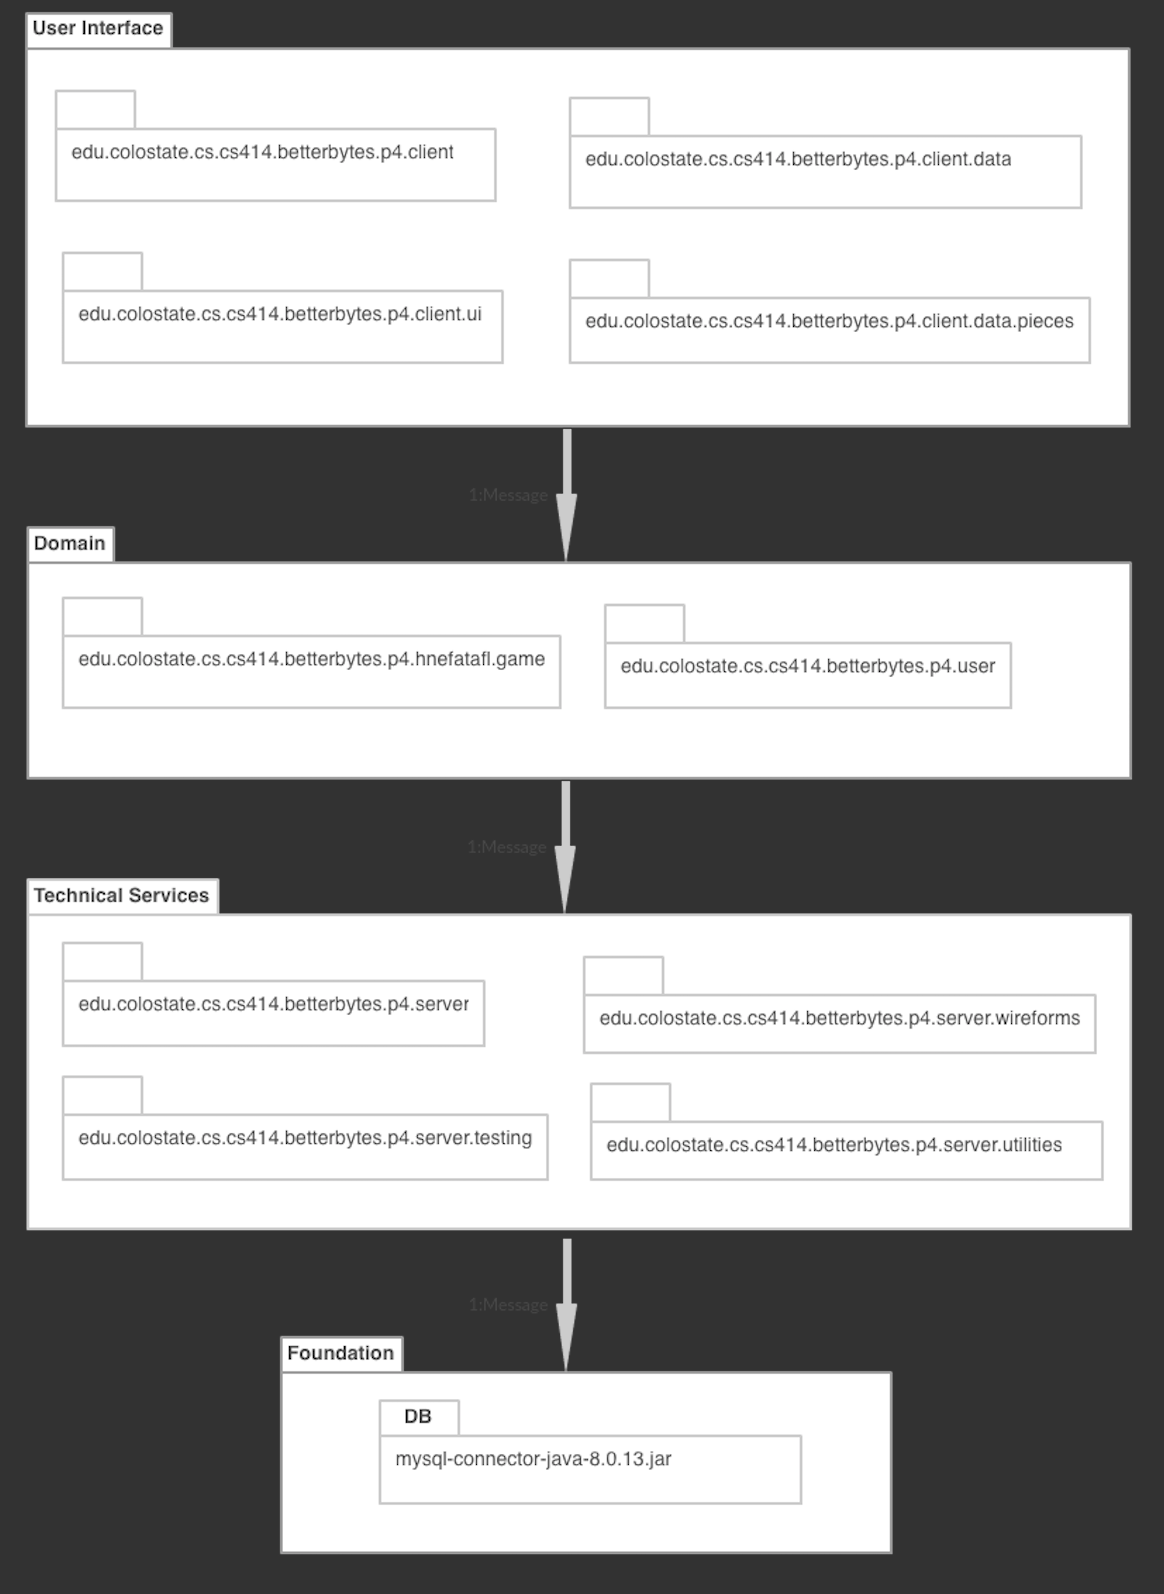 User Interface
edu.colostate.cs.cs414.betterbytes.p4.client
edu.colostate.cs.cs414.betterbytes.p4.client.data
edu.colostate.cs.cs414.betterbytes.p4.client.ui
edu.colostate.cs.cs414.betterbytes.p4.client.data.pieces
1:Message
Domain
edu.colostate.cs.cs414.betterbytes.p4.hnefatafl.game
edu.colostate.cs.cs414.betterbytes.p4.user
1:Message
Technical Services
edu.colostate.cs.cs414.betterbytes.p4.server
edu.colostate.cs.cs414.betterbytes.p4.server.wireforms
edu.colostate.cs.cs414.betterbytes.p4.server.testing
edu.colostate.cs.cs414.betterbytes.p4.server.utilities
1:Message
Foundation
DB
mysql-connector-java-8.0.13.jar